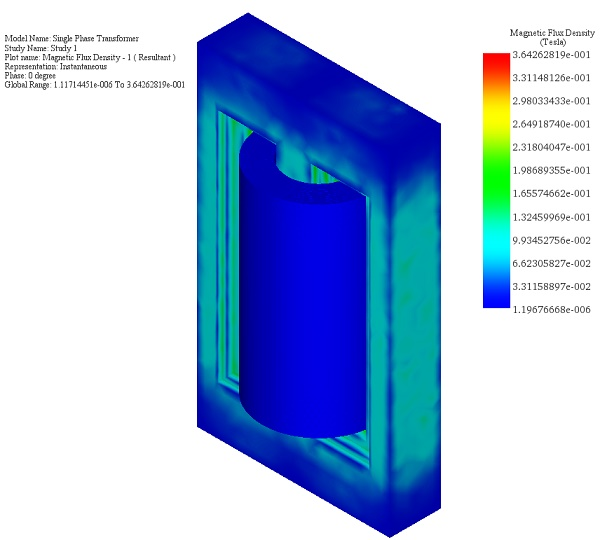 Model Name: Single Phase Transformer
Study Name: Study 1
Plot name: Magnetic Flux Density - 1 ( Resultant )
Representation: Instantaneous
Phase: 0 degree
Global Range: 1.11714451e-006 To 3.64262819e-001
Magnetic Flux Density
(Tesla)
3.64262819e-001
3.31148126e-001
2.98033433e-001
2.64918740e-001
2.31804047e-001
1.98689355e-001
1.65574662e-001
1.32459969e-001
9.93452756e-002
6.62305827e-002
3.31158897e-002
1.19676668e-006